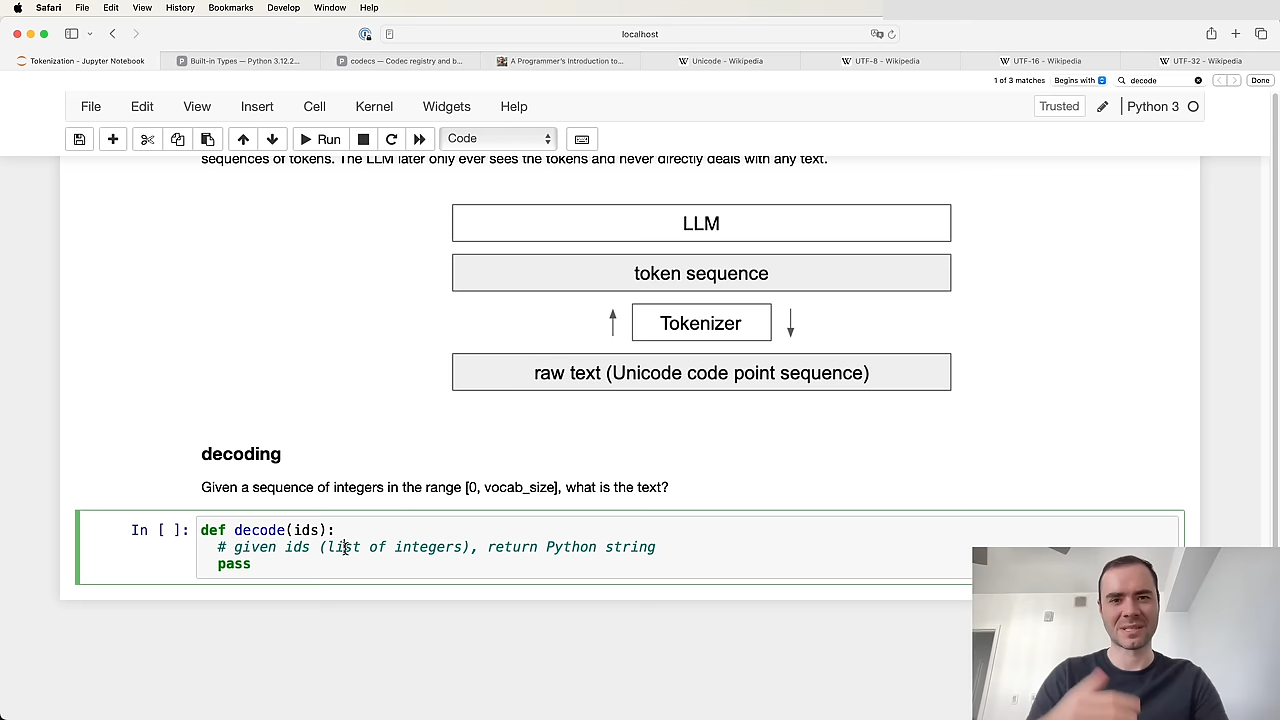 Safari File Edit View History Bookmarks Develop Window Help
localhost
Tokenization - Jupyter Notebook
Built-in Types — Python 3.12.2...
codecs — Codec registry and b...
A Programmer's Introduction to...
Unicode - Wikipedia
UTF-8 - Wikipedia
UTF-16 - Wikipedia
UTF-32 - Wikipedia
1 of 3 matches Begins with decode Done
File Edit View Insert Cell Kernel Widgets Help Trusted Python 3
Run Code
sequences of tokens. The LLM later only ever sees the tokens and never directly deals with any text.
LLM
token sequence
Tokenizer
raw text (Unicode code point sequence)
decoding
Given a sequence of integers in the range [0, vocab_size], what is the text?
In [ ]: def decode(ids):
# given ids (list of integers), return Python string
pass